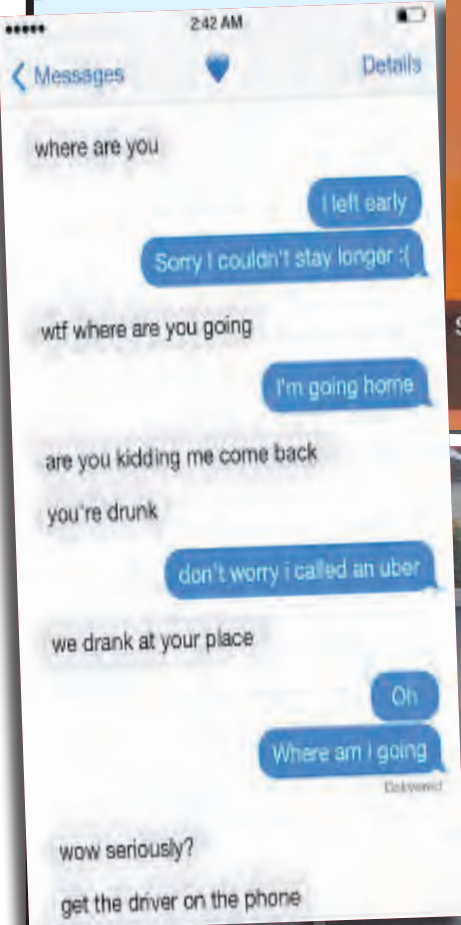 2:42 AM
Messages
Details
where are you
I left early
Sorry I couldn't stay longer :(
wtf where are you going
I'm going home
are you kidding me come back
you're drunk
don't worry i called an uber
we drank at your place
Oh
Where am i going
Delivered
wow seriously?
get the driver on the phone